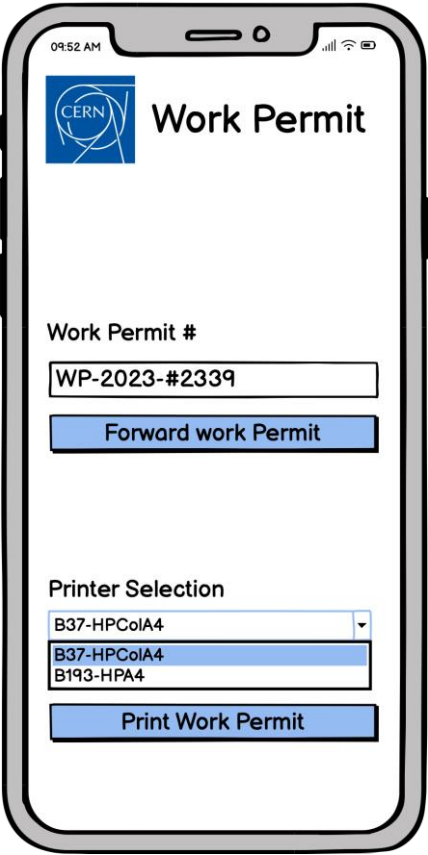 09:52 AM
CERN
Work Permit
Work Permit #
WP-2023-#2339
Forward work Permit
Printer Selection
B37-HPColA4
B37-HPColA4
B193-HPA4
Print Work Permit